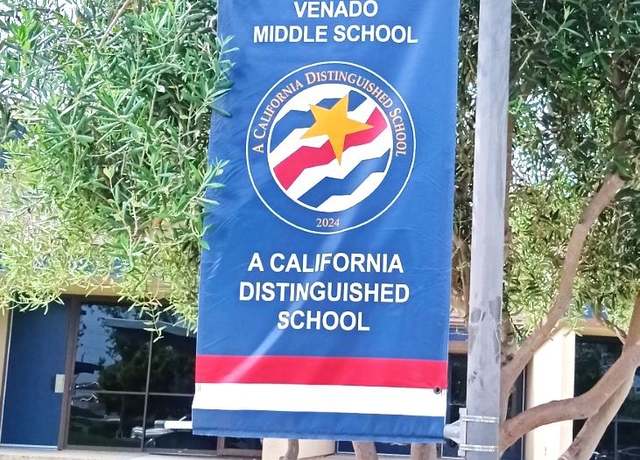 VENADO
MIDDLE SCHOOL
A CALIFORNIA DISTINGUISHED SCHOOL
2024
A CALIFORNIA
DISTINGUISHED
SCHOOL